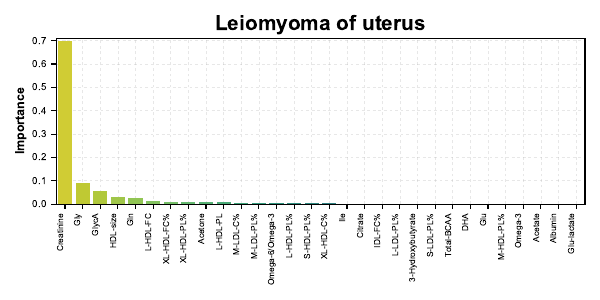 Leiomyoma of uterus
Importance
0.7
0.6
0.5
0.4
0.3
0.2
0.1
0.0
Creatinine
Gly
GlycA
HDL-size
Gln
L-HDL-FC
XL-HDL-FC%
XL-HDL-PL%
Acetone
L-HDL-PL
M-LDL-C%
M-LDL-PL%
Omega-6/Omega-3
L-HDL-PL%
S-HDL-PL%
XL-HDL-C%
Ile
Citrate
IDL-FC%
L-LDL-PL%
3-Hydroxybutyrate
S-LDL-PL%
Total-BCAA
DHA
Glu
M-HDL-PL%
Omega-3
Acetate
Albumin
Glu-lactate